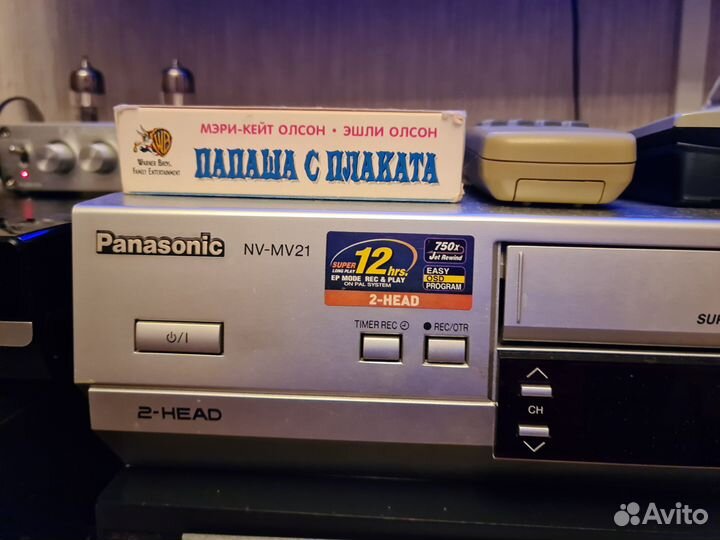 МЭРИ-КЕЙТ ОЛСОН • ЭШЛИ ОЛСОН
ПАПАША С ПЛАКАТА
WB
WARNER BROS.
FAMILY ENTERTAINMENT
Panasonic
NV-MV21
SUPER
LONG PLAY
12 hrs.
EP MODE REC & PLAY
ON PAL SYSTEM
2-HEAD
750x
Jet Rewind
EASY
OSD
PROGRAM
TIMER REC
REC/OTR
⏻/I
CH
2-HEAD
Avito